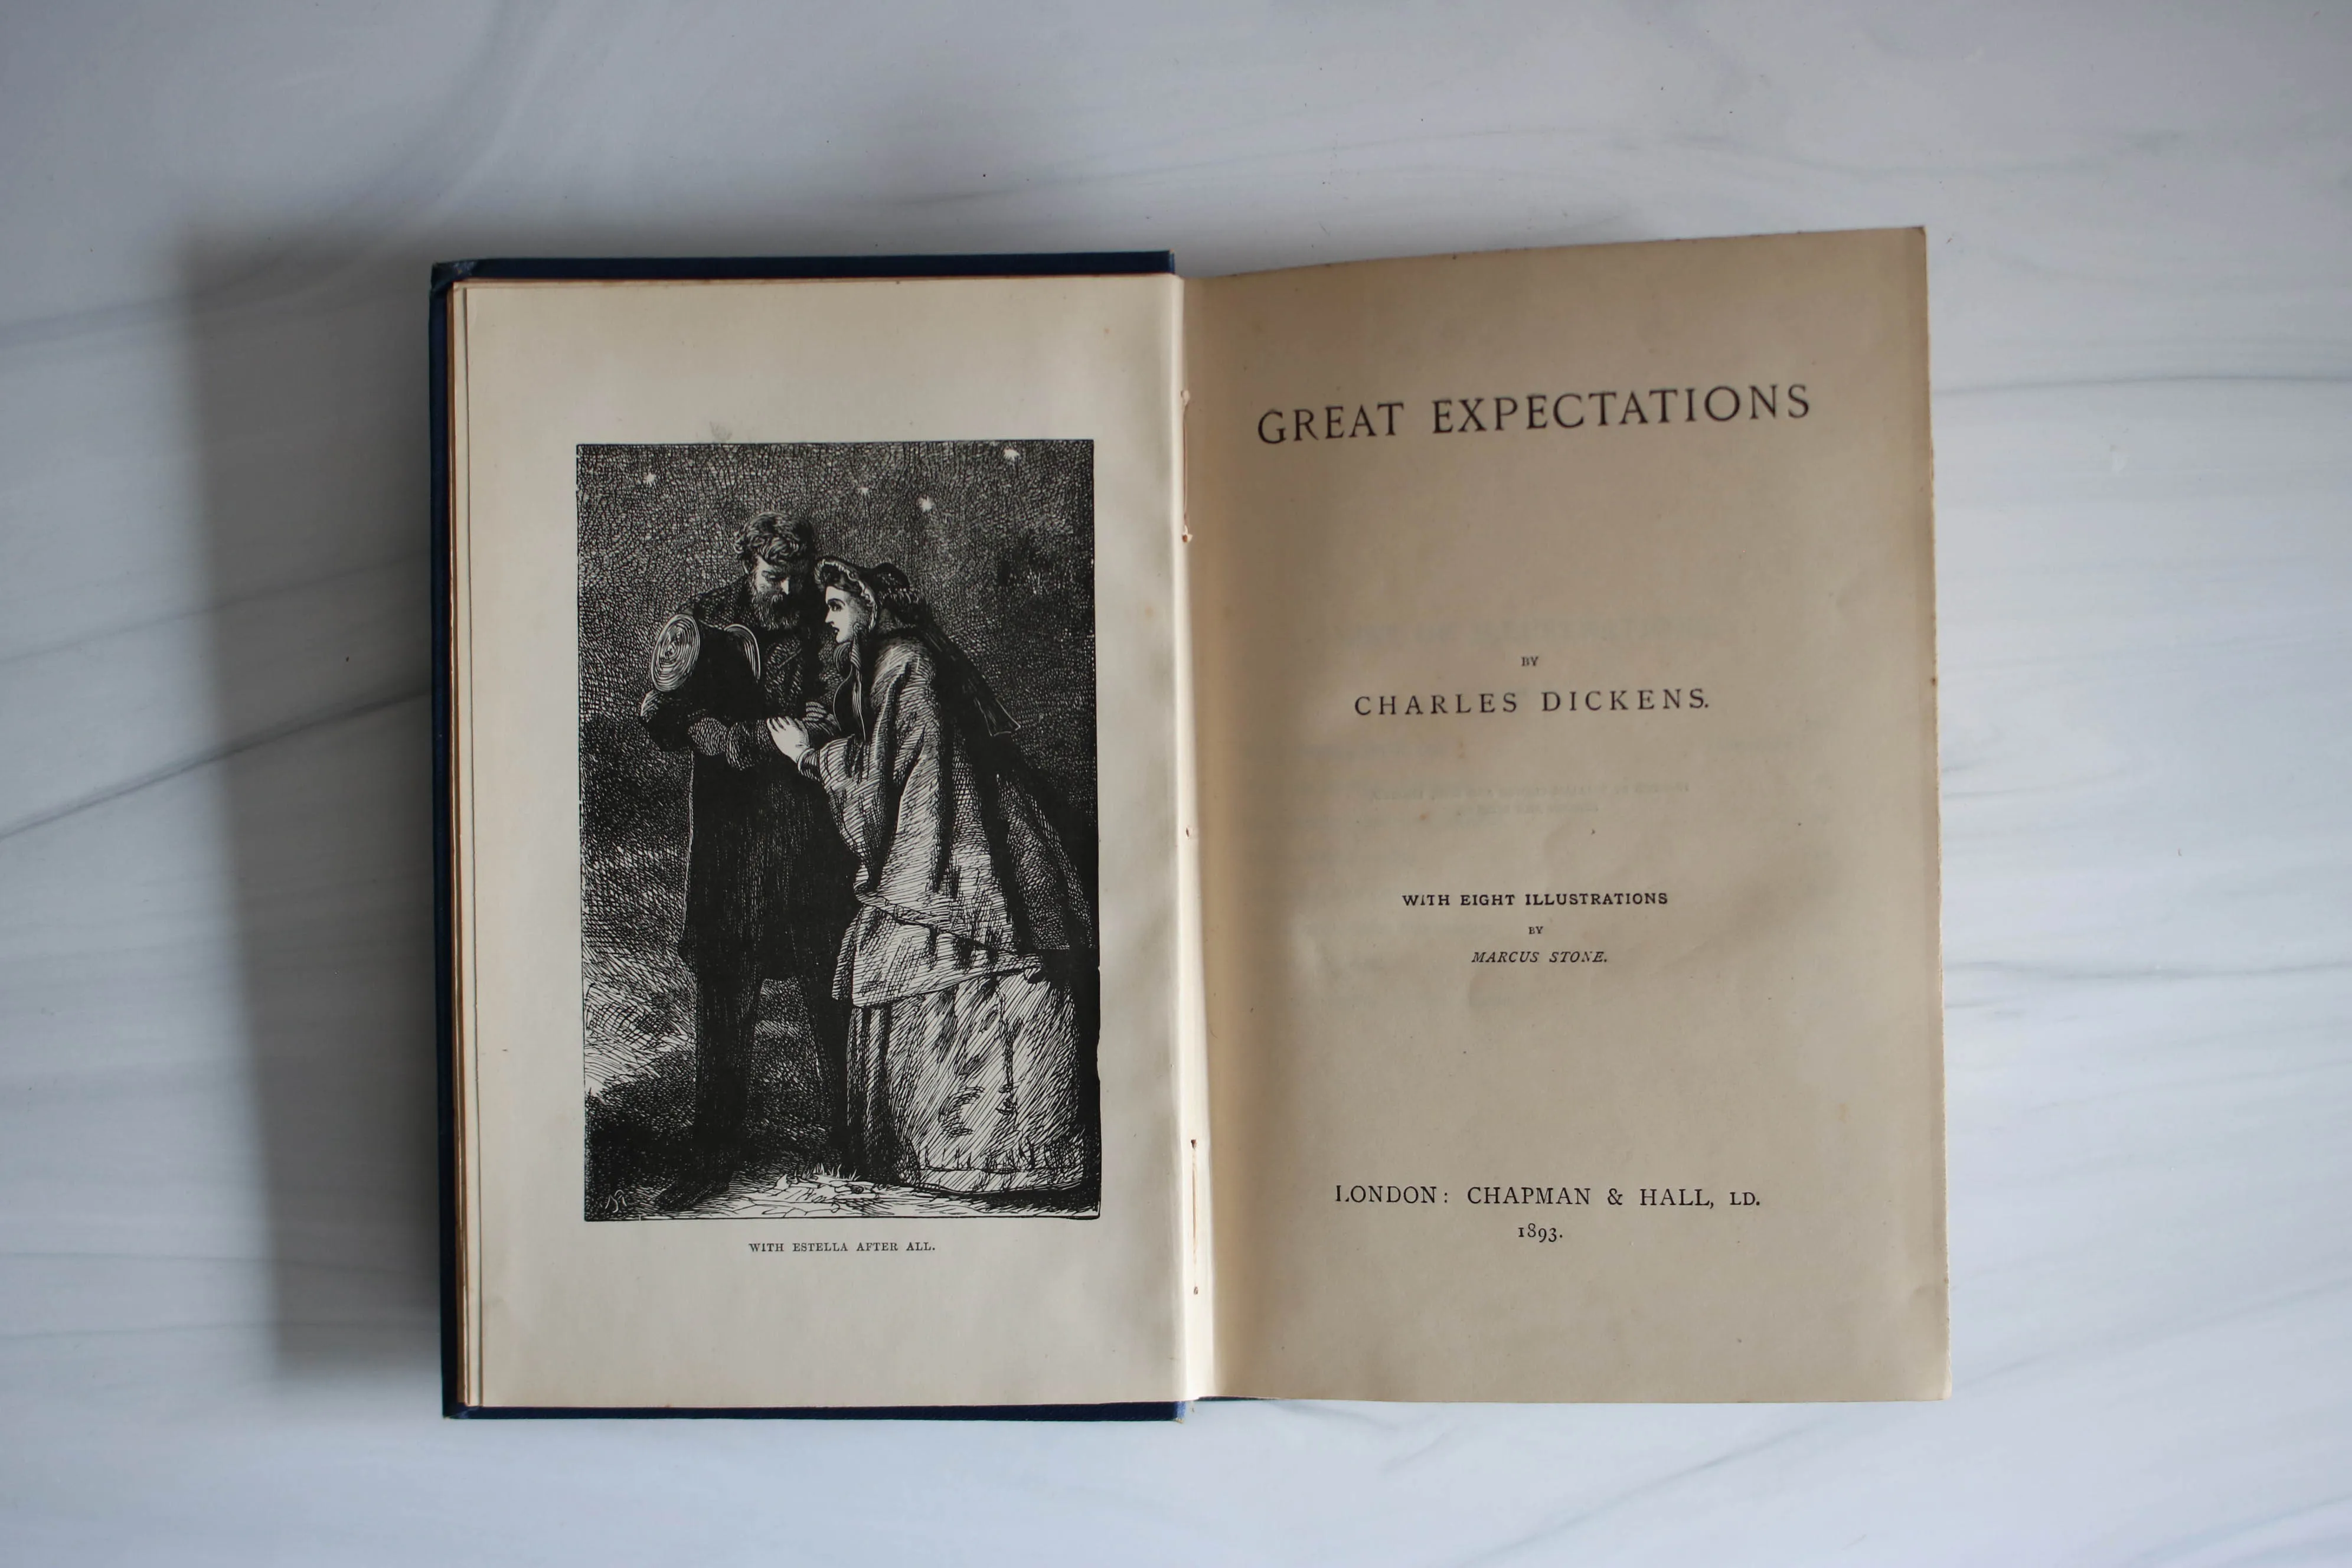 WITH ESTELLA AFTER ALL.
GREAT EXPECTATIONS
BY
CHARLES DICKENS.
WITH EIGHT ILLUSTRATIONS
BY
MARCUS STONE.
LONDON: CHAPMAN & HALL, LD.
1893.